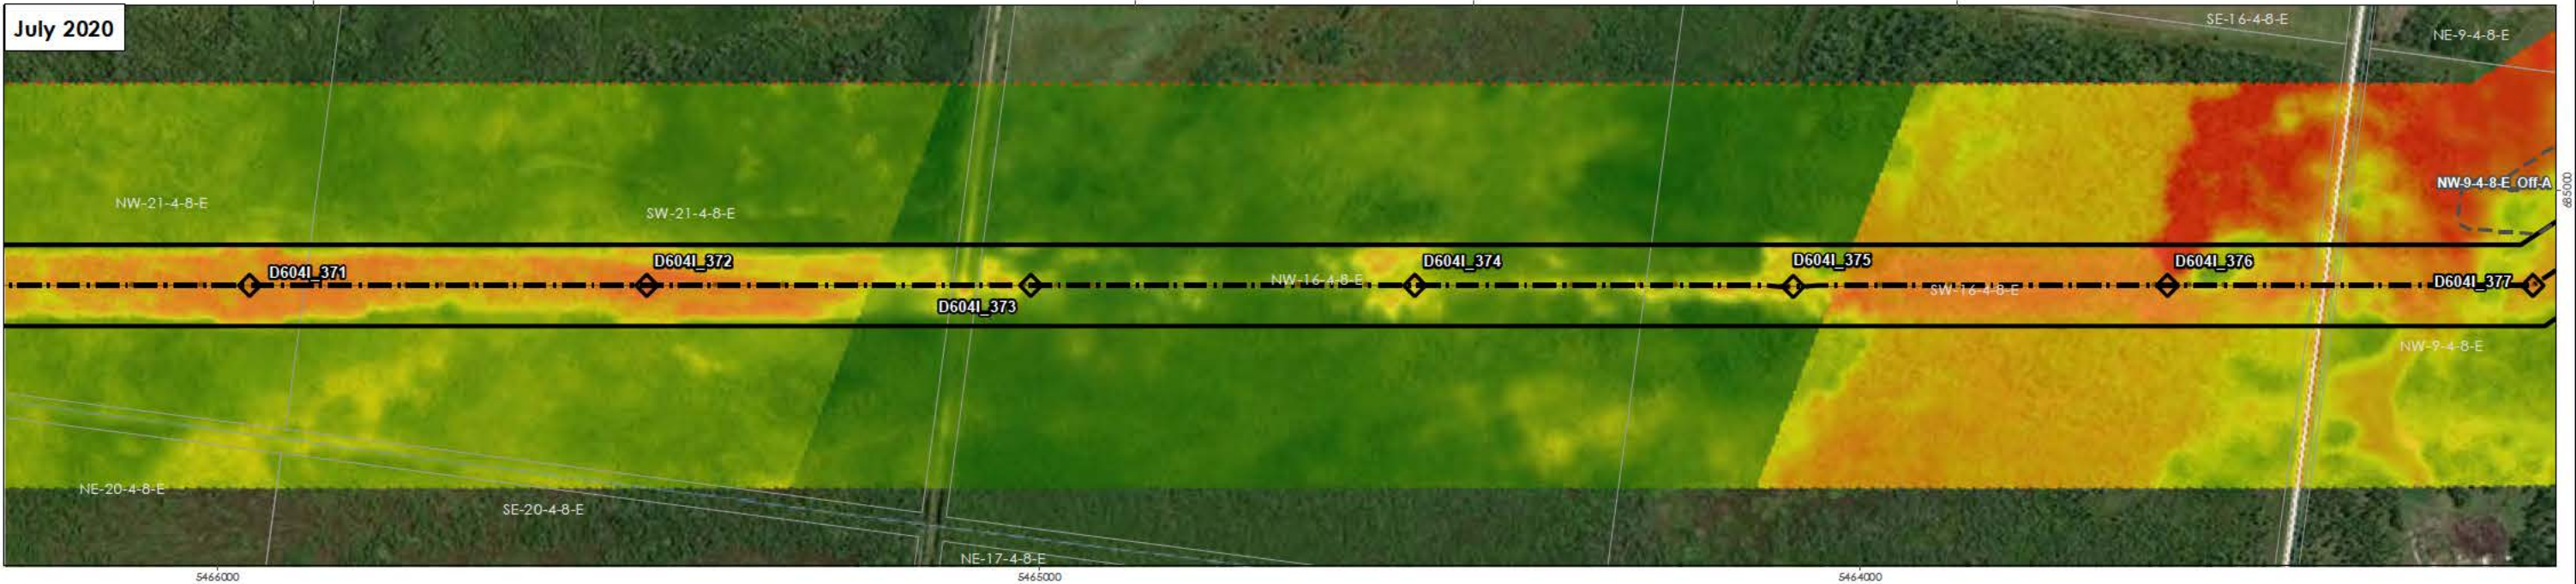 July 2020
SE-16-4-8-E
NE-9-4-8-E
NW-9-4-8-E_Off-A
685000
NW-21-4-8-E
SW-21-4-8-E
D604I_371
D604I_372
D604I_373
NW-16-4-8-E
D604I_374
D604I_375
SW-16-4-8-E
D604I_376
D604I_377
NW-9-4-8-E
NE-20-4-8-E
SE-20-4-8-E
NE-17-4-8-E
5466000
5465000
5464000